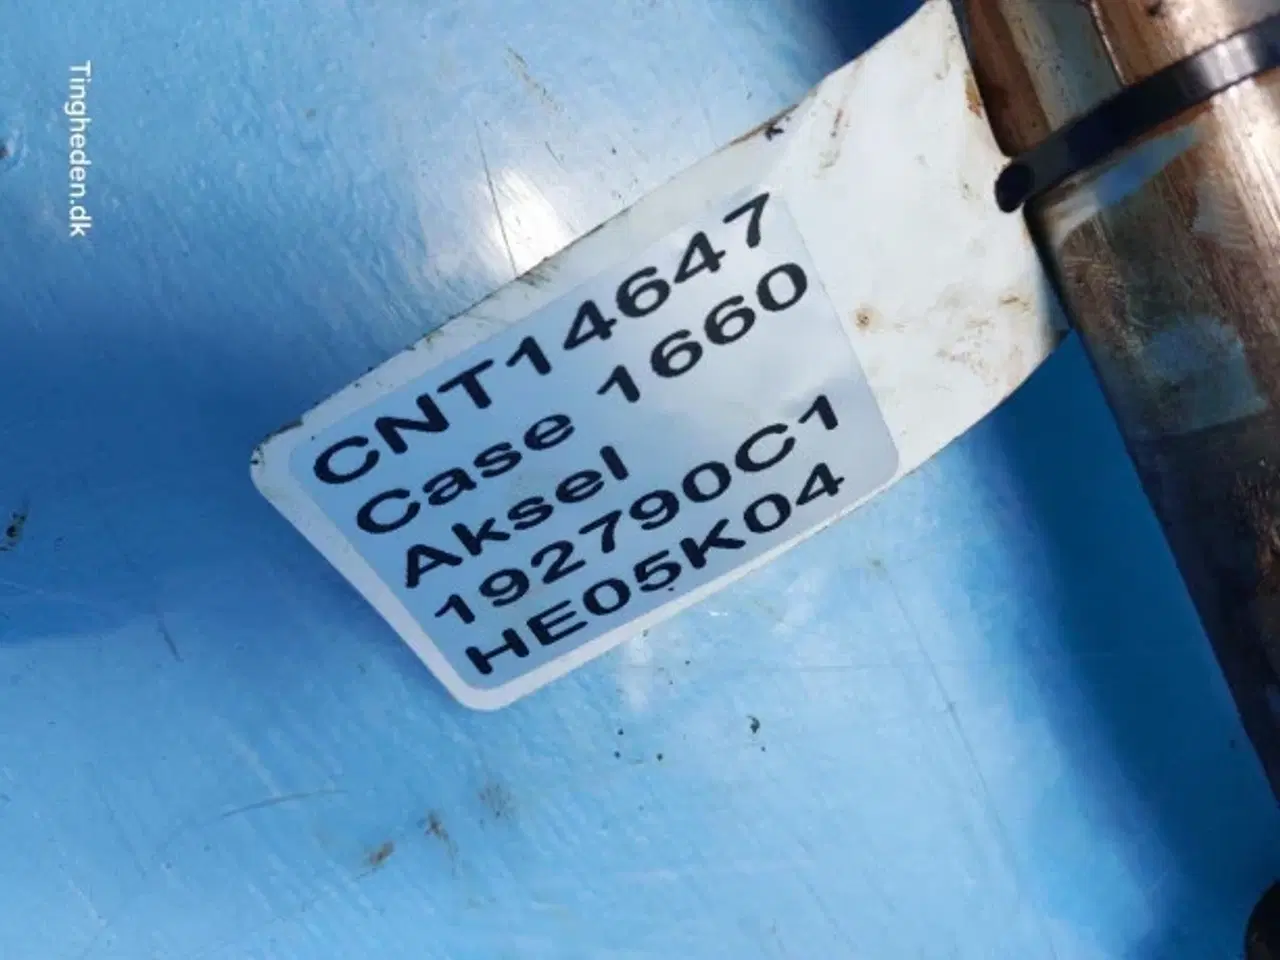 Tingheden.dk
CNT14647
Case 1660
Aksel
192790C1
HE05K04